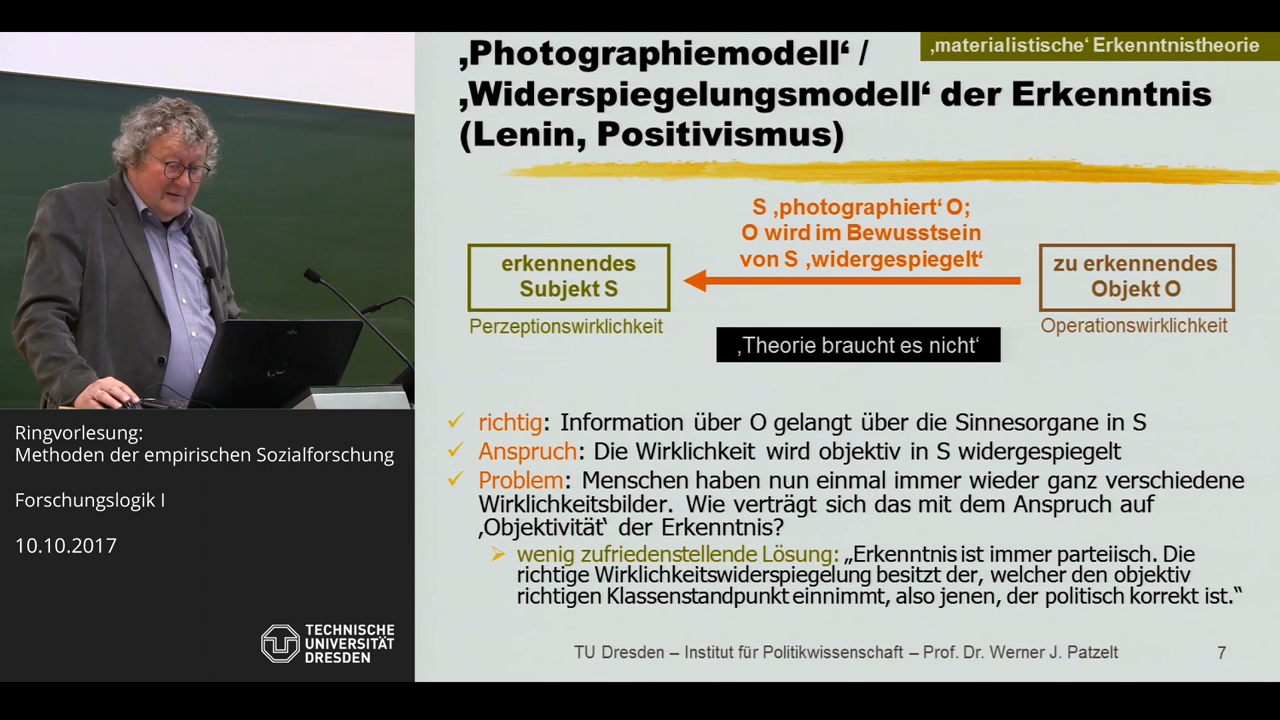 ‚materialistische‘ Erkenntnistheorie
‚Photographiemodell‘ /
‚Widerspiegelungsmodell‘ der Erkenntnis
(Lenin, Positivismus)
S ‚photographiert‘ O;
O wird im Bewusstsein
von S ‚widergespiegelt‘
erkennendes
Subjekt S
zu erkennendes
Objekt O
Perzeptionswirklichkeit
Operationswirklichkeit
‚Theorie braucht es nicht‘
richtig: Information über O gelangt über die Sinnesorgane in S
Anspruch: Die Wirklichkeit wird objektiv in S widergespiegelt
Problem: Menschen haben nun einmal immer wieder ganz verschiedene
Wirklichkeitsbilder. Wie verträgt sich das mit dem Anspruch auf
‚Objektivität‘ der Erkenntnis?
wenig zufriedenstellende Lösung: „Erkenntnis ist immer parteiisch. Die
richtige Wirklichkeitswiderspiegelung besitzt der, welcher den objektiv
richtigen Klassenstandpunkt einnimmt, also jenen, der politisch korrekt ist.“
TU Dresden – Institut für Politikwissenschaft – Prof. Dr. Werner J. Patzelt
7
Ringvorlesung:
Methoden der empirischen Sozialforschung
Forschungslogik I
10.10.2017
TECHNISCHE
UNIVERSITÄT
DRESDEN